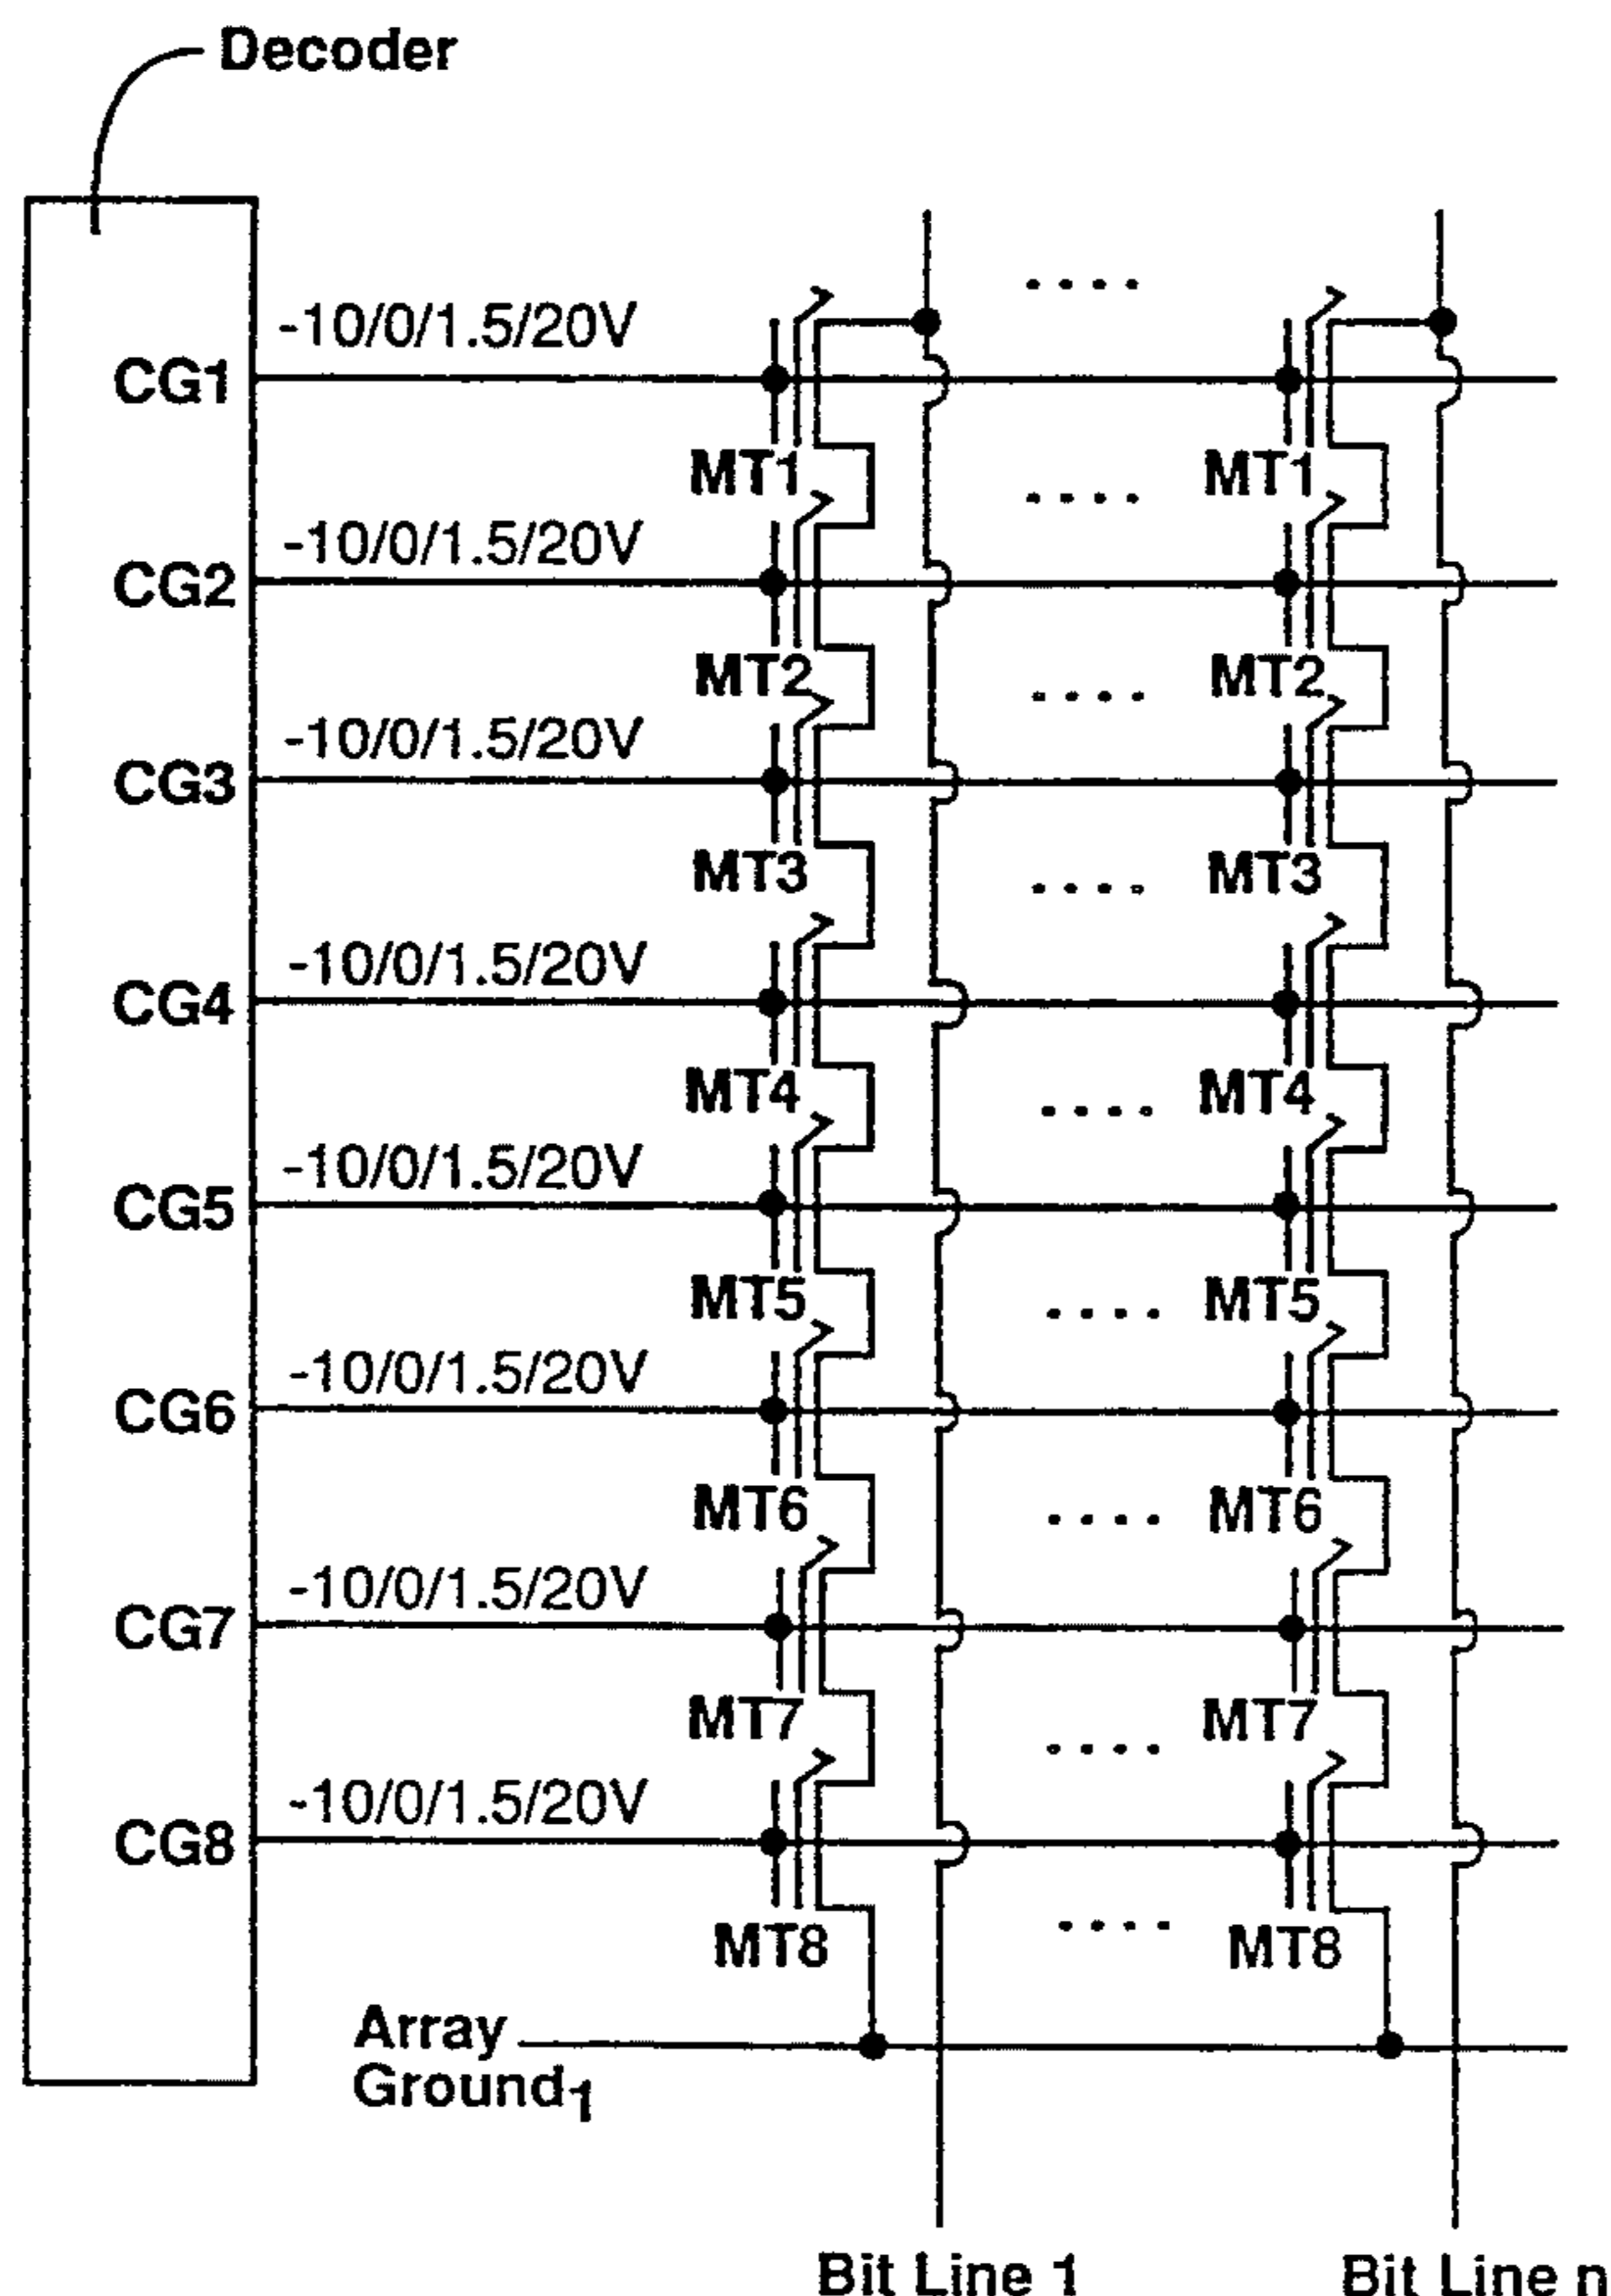 Decoder
-10/0/1.5/20V
CG1
MT1 MT1
-10/0/1.5/20V
CG2
MT2 MT2
-10/0/1.5/20V
CG3
MT3 MT3
-10/0/1.5/20V
CG4
MT4 MT4
-10/0/1.5/20V
CG5
MT5 MT5
-10/0/1.5/20V
CG6
MT6 MT6
-10/0/1.5/20V
CG7
MT7 MT7
-10/0/1.5/20V
CG8
MT8 MT8
Array
Ground1
Bit Line 1 Bit Line n